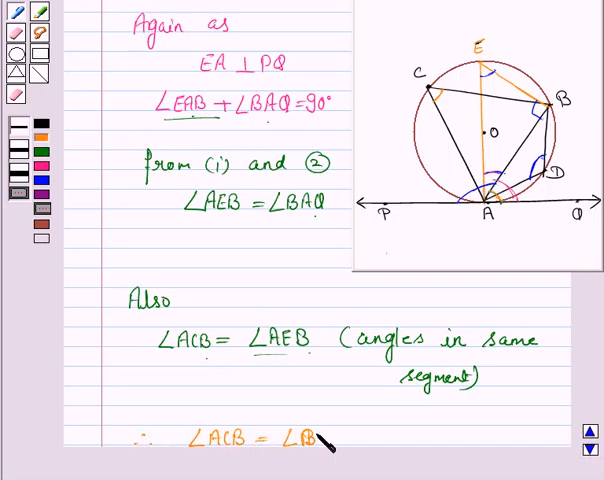 Again as
EA ⊥ PQ
∠EAB + ∠BAQ = 90°
from (i) and ②
∠AEB = ∠BAQ
Also
∠ACB = ∠AEB (angles in same
segment)
∴ ∠ACB = ∠B
E
C
B
O
D
P
A
Q